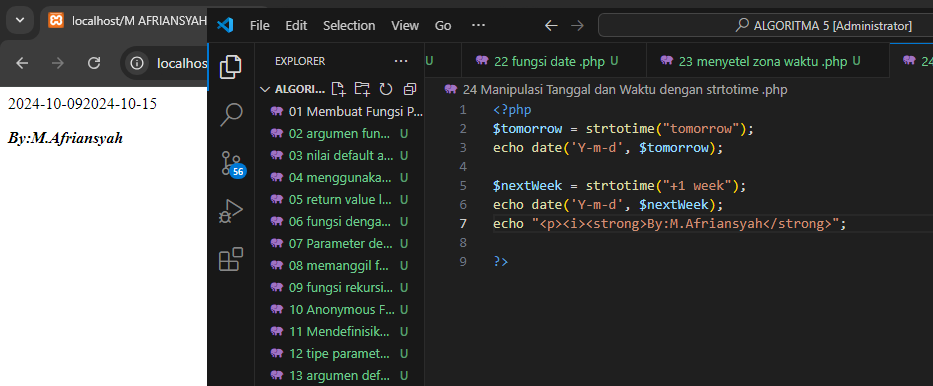 localhost/M AFRIANSYAH
localhos
2024-10-092024-10-15
By:M.Afriansyah
File Edit Selection View Go ···
ALGORITMA 5 [Administrator]
EXPLORER ···
ALGORI...
01 Membuat Fungsi P...
02 argumen fun... U
03 nilai default a... U
04 menggunaka... U
05 return value l... U
06 fungsi denga... U
07 Parameter de... U
08 memanggil f... U
09 fungsi rekursi... U
10 Anonymous F... U
11 Mendefinisik... U
12 tipe paramet... U
13 argumen def... U
56
U 22 fungsi date .php U 23 menyetel zona waktu .php U 24
24 Manipulasi Tanggal dan Waktu dengan strtotime .php
1 <?php
2 $tomorrow = strtotime("tomorrow");
3 echo date('Y-m-d', $tomorrow);
4
5 $nextWeek = strtotime("+1 week");
6 echo date('Y-m-d', $nextWeek);
7 echo "<p><i><strong>By:M.Afriansyah</strong>";
8
9 ?>